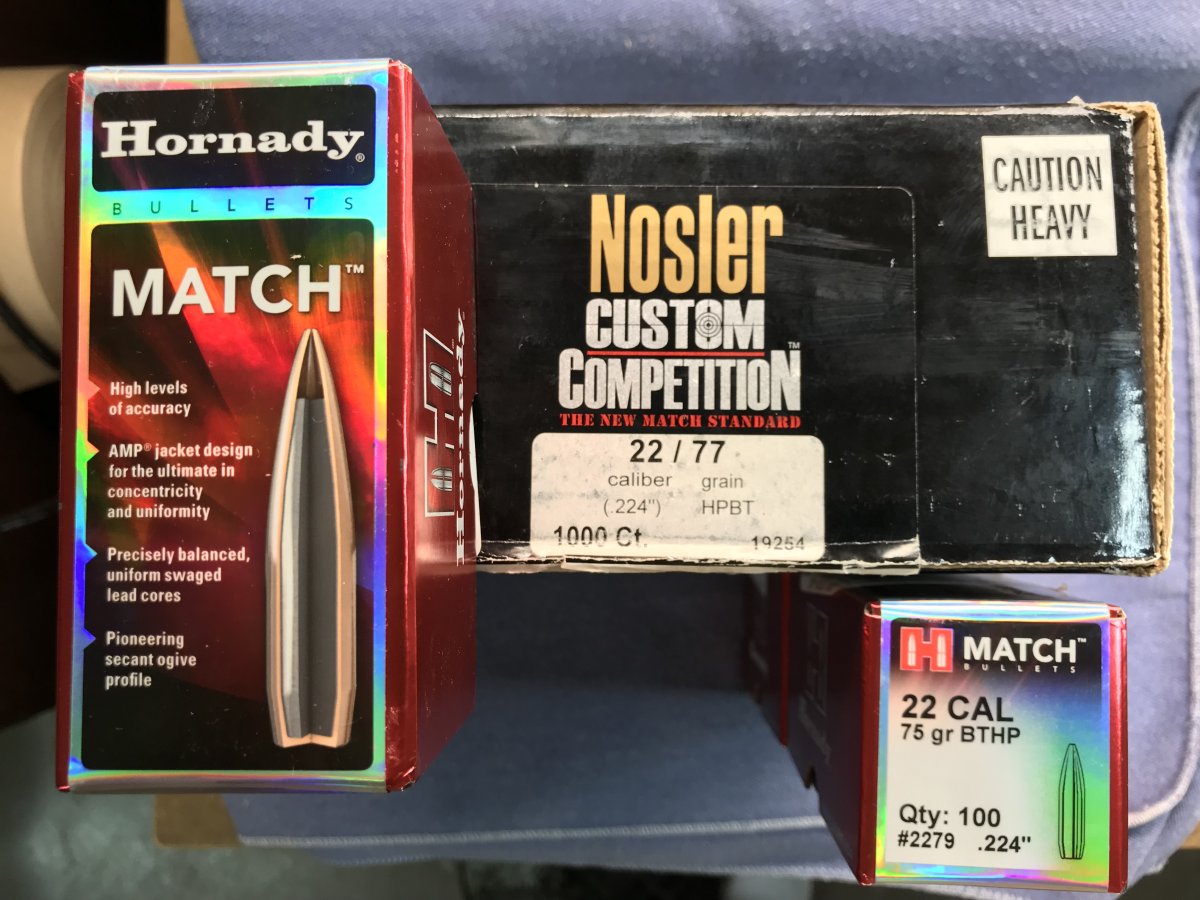 Hornady®
BULLETS
MATCH™
High levels
of accuracy
AMP® jacket design
for the ultimate in
concentricity
and uniformity
Precisely balanced,
uniform swaged
lead cores
Pioneering
secant ogive
profile
H
Hornady®
Nosler
CUSTOM
COMPETITION™
THE NEW MATCH STANDARD
22 / 77
caliber grain
(.224") HPBT
1000 Ct. 19254
CAUTION
HEAVY
H MATCH™
BULLETS
22 CAL
75 gr BTHP
Qty: 100
#2279 .224"